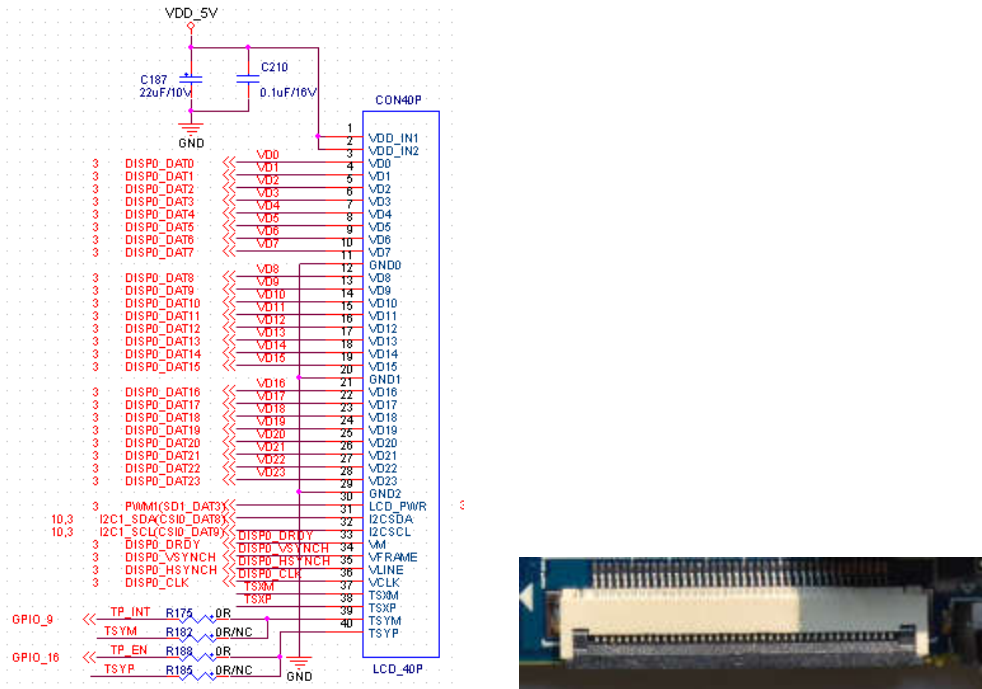 VDD_5V
C187
22uF/10V
C210
0.1uF/16V
GND
CON40P
1
2 VDD_IN1
3 VDD_IN2
3 DISP0_DAT0 VD0 4 VD0
3 DISP0_DAT1 VD1 5 VD1
3 DISP0_DAT2 VD2 6 VD2
3 DISP0_DAT3 VD3 7 VD3
3 DISP0_DAT4 VD4 8 VD4
3 DISP0_DAT5 VD5 9 VD5
3 DISP0_DAT6 VD6 10 VD6
3 DISP0_DAT7 VD7 11 VD7
12 GND0
3 DISP0_DAT8 VD8 13 VD8
3 DISP0_DAT9 VD9 14 VD9
3 DISP0_DAT10 VD10 15 VD10
3 DISP0_DAT11 VD11 16 VD11
3 DISP0_DAT12 VD12 17 VD12
3 DISP0_DAT13 VD13 18 VD13
3 DISP0_DAT14 VD14 19 VD14
3 DISP0_DAT15 VD15 20 VD15
21 GND1
3 DISP0_DAT16 VD16 22 VD16
3 DISP0_DAT17 VD17 23 VD17
3 DISP0_DAT18 VD18 24 VD18
3 DISP0_DAT19 VD19 25 VD19
3 DISP0_DAT20 VD20 26 VD20
3 DISP0_DAT21 VD21 27 VD21
3 DISP0_DAT22 VD22 28 VD22
3 DISP0_DAT23 VD23 29 VD23
30 GND2
3 PWM1(SD1_DAT3) 31 LCD_PWR
10,3 I2C1_SDA(CSI0_DAT8) 32 I2CSDA
10,3 I2C1_SCL(CSI0_DAT9) 33 I2CSCL
3 DISP0_DRDY DISP0_DRDY 34 VM
3 DISP0_VSYNCH DISP0_VSYNCH 35 VFRAME
3 DISP0_HSYNCH DISP0_HSYNCH 36 VLINE
3 DISP0_CLK DISP0_CLK 37 VCLK
TSXM 38 TSXM
TSXP 39 TSXP
GPIO_9 TP_INT R175 0R 40 TSYM
TSYM R182 0R/NC TSYP
GPIO_16 TP_EN R188 0R
TSYP R185 0R/NC
GND
LCD_40P